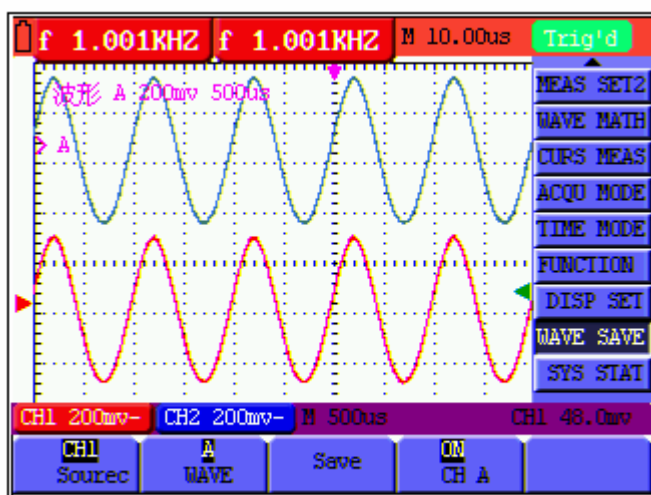 f 1.001KHZ f 1.001KHZ M 10.00us Trig'd
波形 A 200mv 500us
A
MEAS SET2
WAVE MATH
CURS MEAS
ACQU MODE
TIME MODE
FUNCTION
DISP SET
WAVE SAVE
SYS STAT
CH1 200mv- CH2 200mv- M 500us CH1 48.0mv
CH1 A Save ON
Sourec WAVE CH A